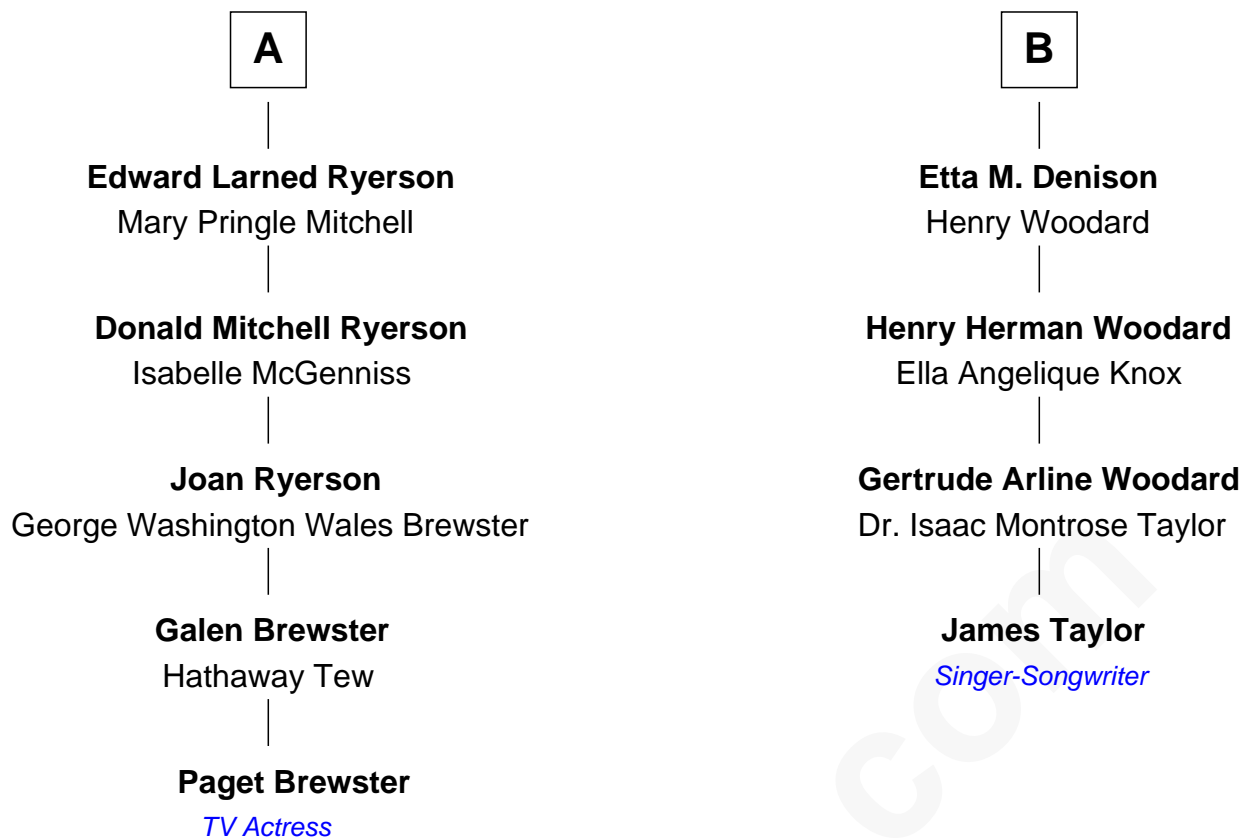 A
B
Edward Larned Ryerson
Mary Pringle Mitchell
Etta M. Denison
Henry Woodard
Donald Mitchell Ryerson
Isabelle McGenniss
Henry Herman Woodard
Ella Angelique Knox
Joan Ryerson
George Washington Wales Brewster
Gertrude Arline Woodard
Dr. Isaac Montrose Taylor
Galen Brewster
Hathaway Tew
James Taylor
Singer-Songwriter
Paget Brewster
TV Actress
com